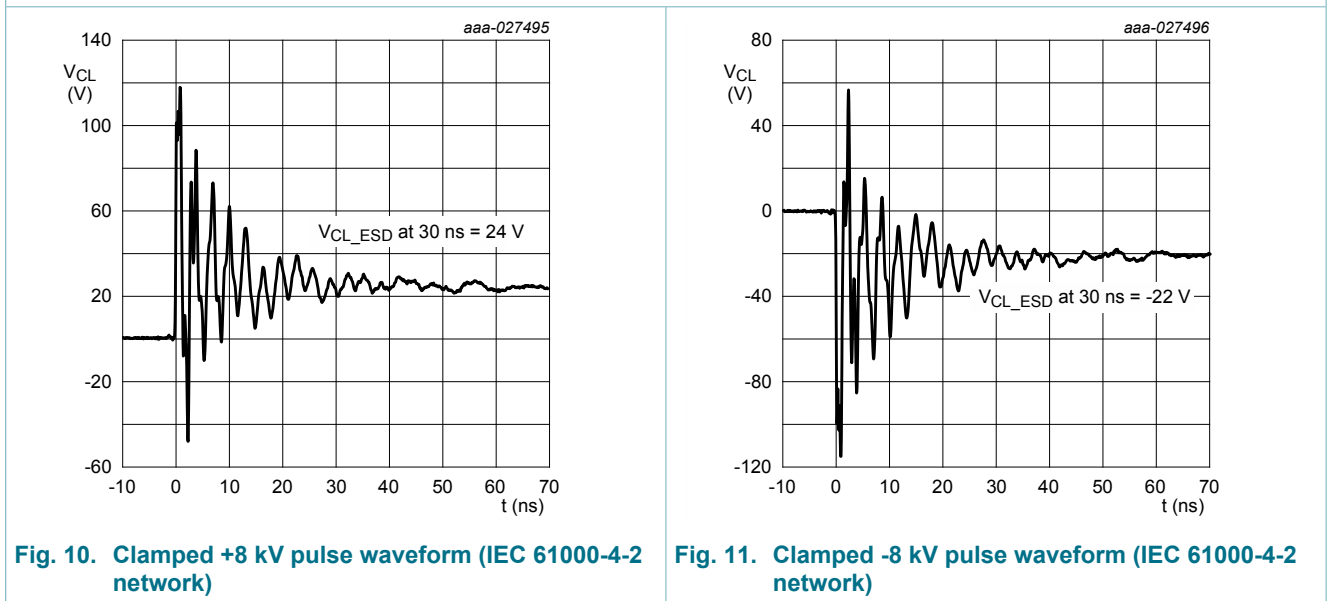 aaa-027495
140
100
60
20
-20
-60
VCL
(V)
VCL_ESD at 30 ns = 24 V
-10 0 10 20 30 40 50 60 70
t (ns)
Fig. 10. Clamped +8 kV pulse waveform (IEC 61000-4-2
network)
aaa-027496
80
40
0
-40
-80
-120
VCL
(V)
VCL_ESD at 30 ns = -22 V
-10 0 10 20 30 40 50 60 70
t (ns)
Fig. 11. Clamped -8 kV pulse waveform (IEC 61000-4-2
network)